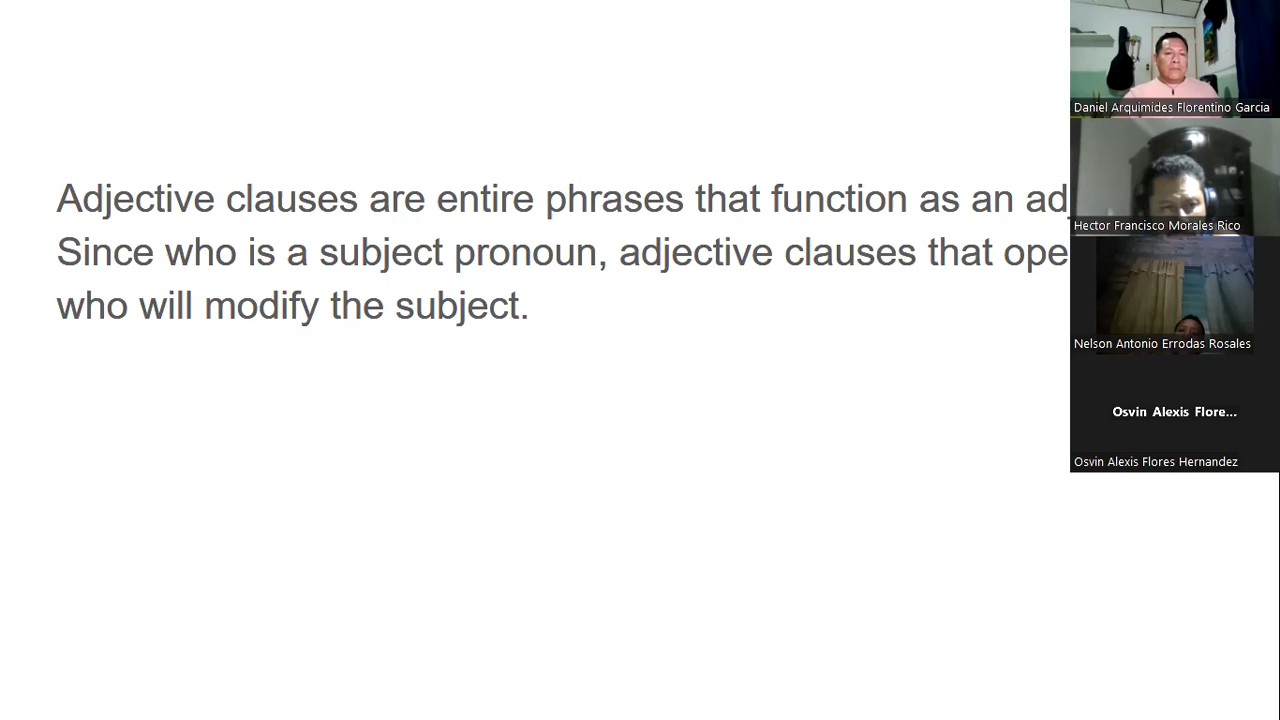 Adjective clauses are entire phrases that function as an
Since who is a subject pronoun, adjective clauses that
who will modify the subject.
Daniel Arquimides Florentino Garcia
Hector Francisco Morales Rico
Nelson Antonio Errodas Rosales
Osvin Alexis Flore...
Osvin Alexis Flores Hernandez